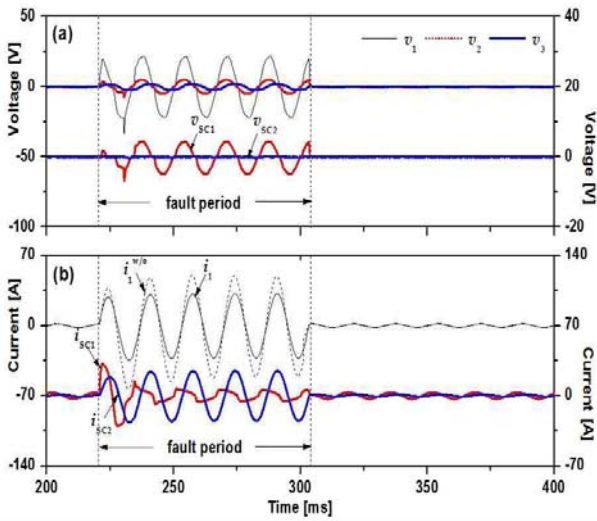 50
0
-50
-100
Voltage [V]
(a)
v1
v2
v3
vSC1
vSC2
fault period
40
20
0
-20
Voltage [V]
70
0
-70
-140
Current [A]
(b)
i1w/o
i1
iSC1
iSC2
fault period
140
70
0
-70
Current [A]
200
250
300
350
400
Time [ms]